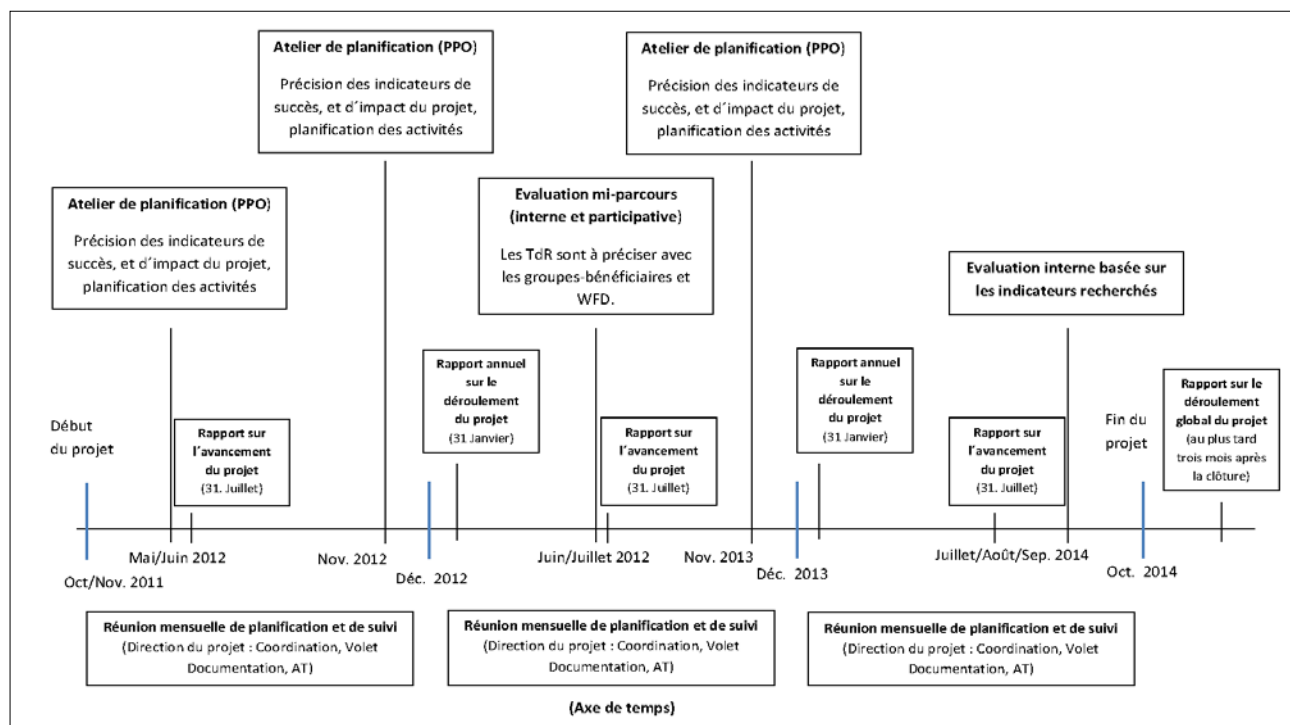 Atelier de planification (PPO)
Précision des indicateurs de
succès, et d´impact du projet,
planification des activités
Atelier de planification (PPO)
Précision des indicateurs de
succès, et d´impact du projet,
planification des activités
Atelier de planification (PPO)
Précision des indicateurs de
succès, et d´impact du projet,
planification des activités
Evaluation mi-parcours
(interne et participative)
Les TdR sont à préciser avec
les groupes-bénéficiaires et
WFD.
Evaluation interne basée sur
les indicateurs recherchés
Début
du projet
Rapport sur
l´avancement
du projet
(31. Juillet)
Rapport annuel
sur le
déroulement
du projet
(31 Janvier)
Rapport sur
l´avancement
du projet
(31. Juillet)
Rapport annuel
sur le
déroulement du
projet
(31 Janvier)
Rapport sur
l´avancement
du projet
(31. Juillet)
Fin du
projet
Rapport sur le
déroulement
global du projet
(au plus tard
trois mois après
la clôture)
Oct/Nov. 2011
Mai/Juin 2012
Nov. 2012
Déc. 2012
Juin/Juillet 2012
Nov. 2013
Déc. 2013
Juillet/Août/Sep. 2014
Oct. 2014
Réunion mensuelle de planification et de suivi
(Direction du projet : Coordination, Volet
Documentation, AT)
Réunion mensuelle de planification et de suivi
(Direction du projet : Coordination, Volet
Documentation, AT)
Réunion mensuelle de planification et de suivi
(Direction du projet : Coordination, Volet
Documentation, AT)
(Axe de temps)